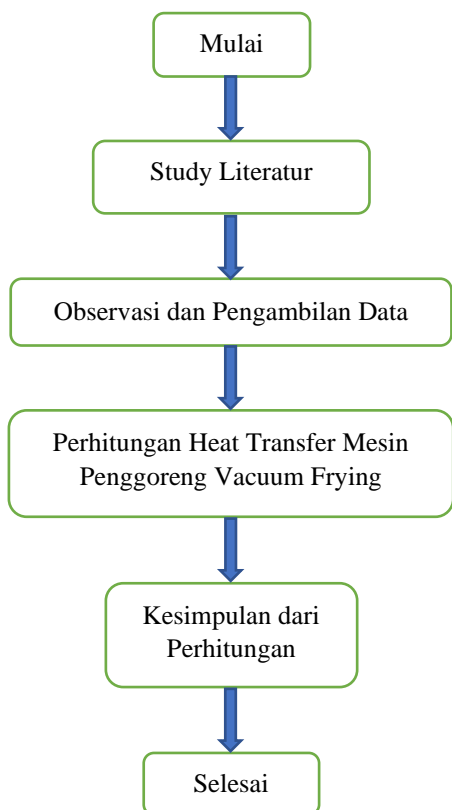 Mulai
Study Literatur
Observasi dan Pengambilan Data
Perhitungan Heat Transfer Mesin
Penggoreng Vacuum Frying
Kesimpulan dari
Perhitungan
Selesai